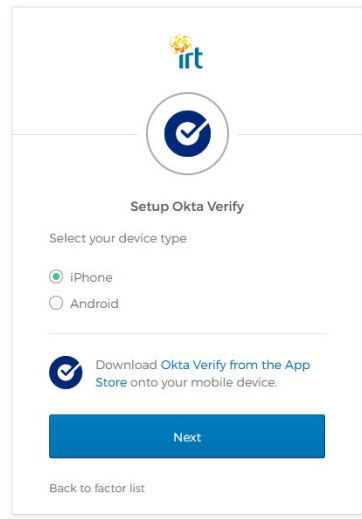 irt
Setup Okta Verify
Select your device type
iPhone
Android
Download Okta Verify from the App
Store onto your mobile device.
Next
Back to factor list